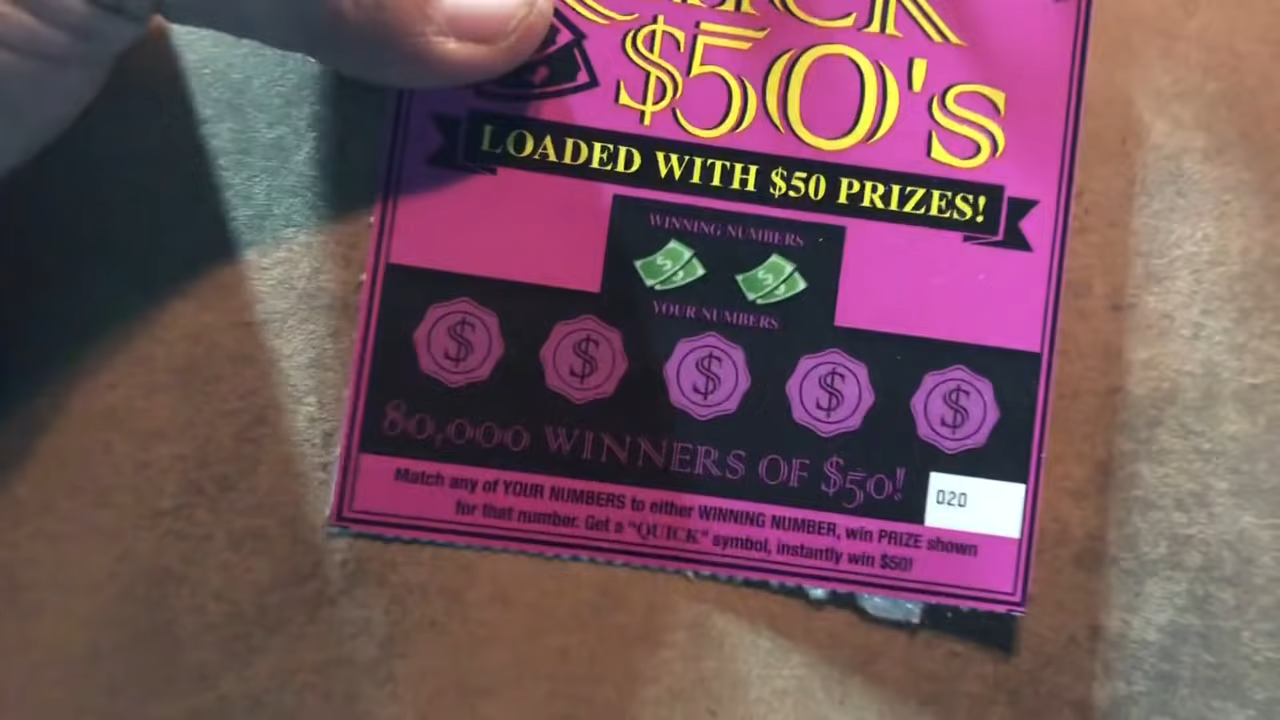 $50's
LOADED WITH $50 PRIZES!
WINNING NUMBERS
$ $
YOUR NUMBERS
$ $ $ $ $
80,000 WINNERS OF $50!
020
Match any of YOUR NUMBERS to either WINNING NUMBER, win PRIZE shown
for that number. Get a "QUICK" symbol, instantly win $50!